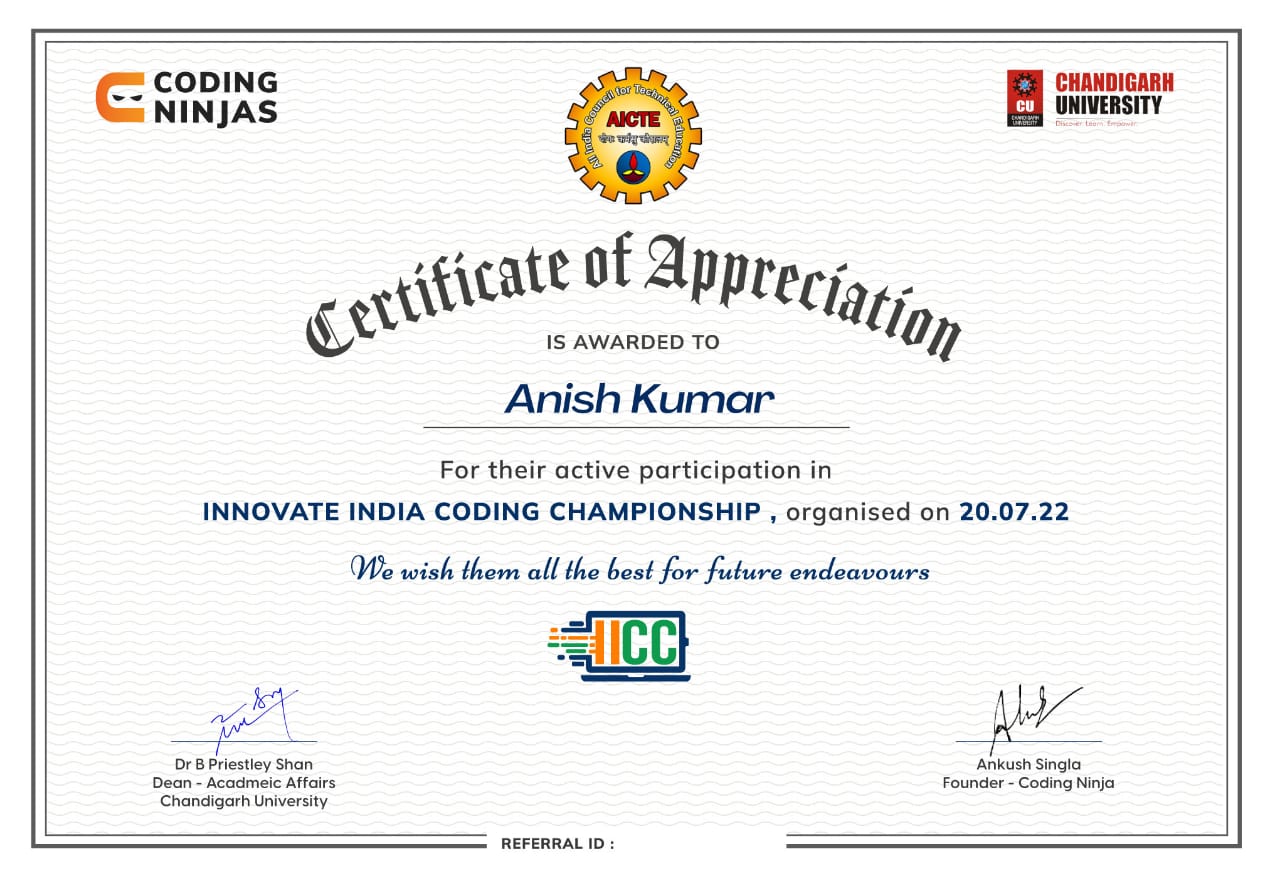 CODING
NINJAS
All India Council for Technical Education
AICTE
योगः कर्मसु कौशलम्
CU
CHANDIGARH
UNIVERSITY
CHANDIGARH
UNIVERSITY
Discover. Learn. Empower.
Certificate of Appreciation
IS AWARDED TO
Anish Kumar
For their active participation in
INNOVATE INDIA CODING CHAMPIONSHIP , organised on 20.07.22
We wish them all the best for future endeavours
IICC
Dr B Priestley Shan
Dean - Acadmeic Affairs
Chandigarh University
Ankush Singla
Founder - Coding Ninja
REFERRAL ID :